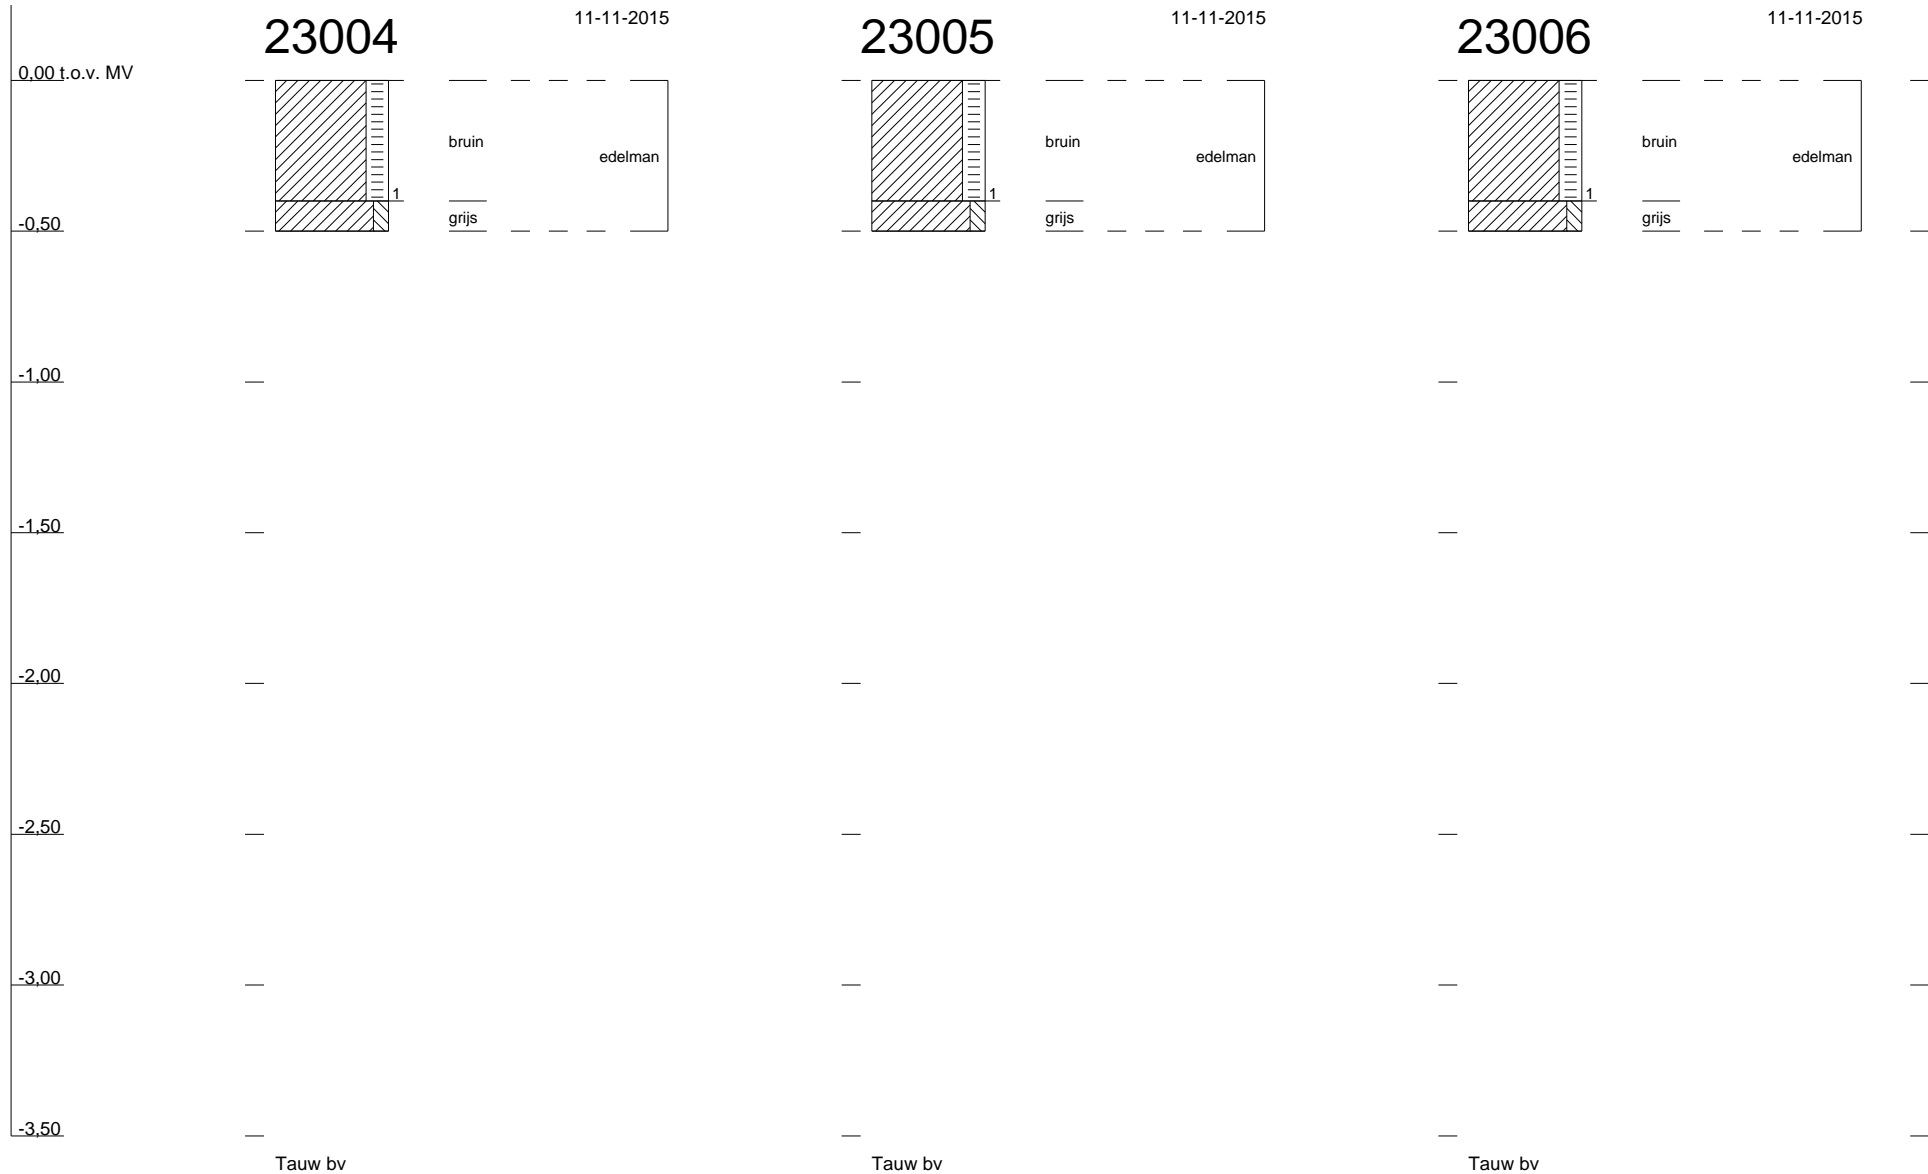 11-11-2015 11-11-2015 11-11-2015
23004 23005 23006
0,00 t.o.v. MV
bruin bruin bruin
edelman edelman edelman
1 1 1
grijs grijs grijs
-0,50
-1,00
-1,50
-2,00
-2,50
-3,00
-3,50
Tauw bv Tauw bv Tauw bv